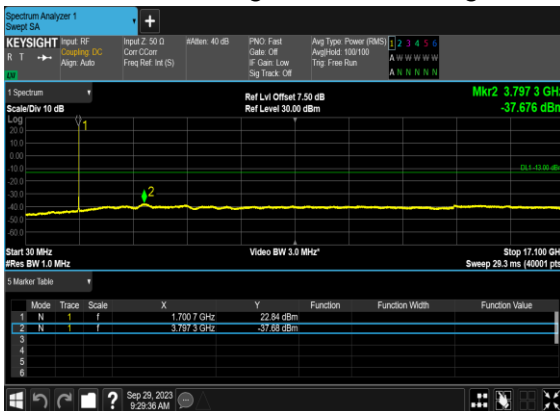 Spectrum Analyzer 1
Swept SA
KEYSIGHT Input: RF Input Z: 50 Ω #Atten: 40 dB PNO: Fast Avg Type: Power (RMS) 1 2 3 4 5 6
R T Coupling: DC Corr CCorr Gate: Off Avg|Hold: 100/100 A W W W W W
Align: Auto Freq Ref: Int (S) IF Gain: Low Trig: Free Run
LV Sig Track: Off A N N N N N
1 Spectrum Ref Lvl Offset 7.50 dB Mkr2 3.797 3 GHz
Scale/Div 10 dB Ref Level 30.00 dBm -37.676 dBm
Log
20.0 1
10.0
0.00
-10.0 DL1 -13.00 dBm
-20.0
-30.0 2
-40.0
-50.0
-60.0
Start 30 MHz Video BW 3.0 MHz* Stop 17.100 GHz
#Res BW 1.0 MHz Sweep 29.3 ms (40001 pts)
5 Marker Table
Mode Trace Scale X Y Function Function Width Function Value
1 N 1 f 1.700 7 GHz 22.84 dBm
2 N 1 f 3.797 3 GHz -37.68 dBm
3
4
5
6
? Sep 29, 2023
9:29:36 AM